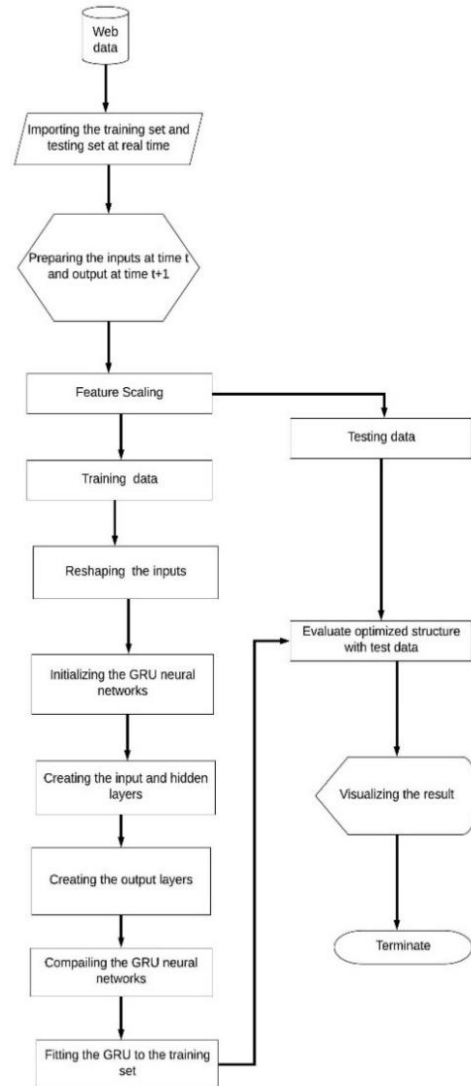 Web
data
Importing the training set and
testing set at real time
Preparing the inputs at time t
and output at time t+1
Feature Scaling
Testing data
Training data
Reshaping the inputs
Initializing the GRU neural
networks
Evaluate optimized structure
with test data
Creating the input and hidden
layers
Visualizing the result
Creating the output layers
Compailing the GRU neural
networks
Terminate
Fitting the GRU to the training
set